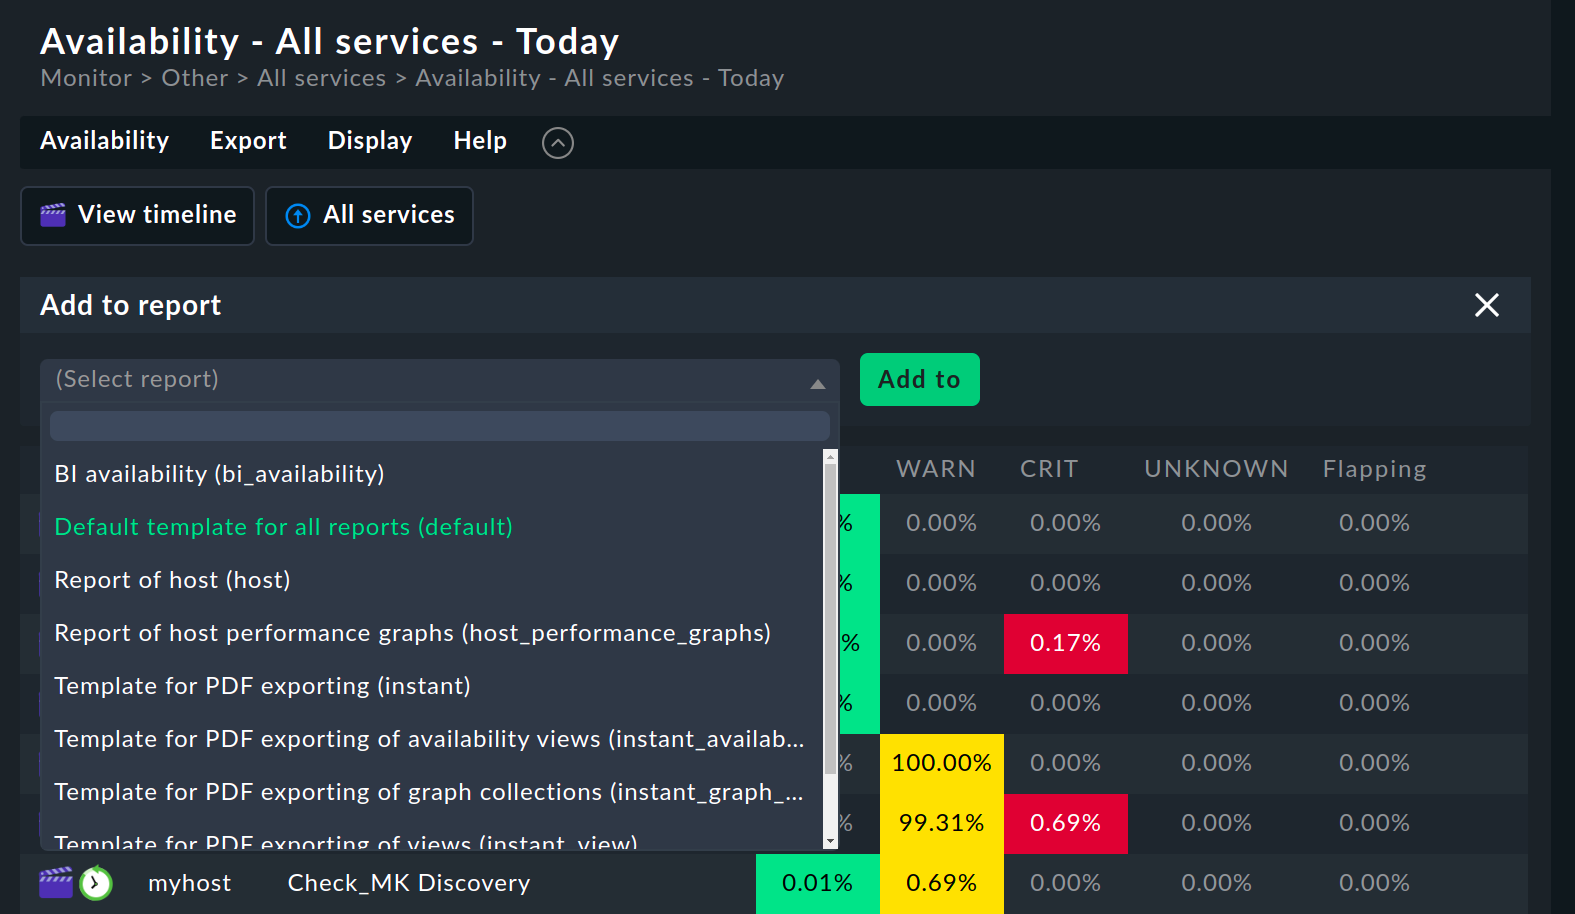 Availability - All services - Today
Monitor > Other > All services > Availability - All services - Today
Availability Export Display Help
View timeline All services
Add to report
(Select report) Add to
WARN CRIT UNKNOWN Flapping
BI availability (bi_availability)
% 0.00% 0.00% 0.00% 0.00%
Default template for all reports (default)
% 0.00% 0.00% 0.00% 0.00%
Report of host (host)
% 0.00% 0.17% 0.00% 0.00%
Report of host performance graphs (host_performance_graphs)
% 0.00% 0.00% 0.00% 0.00%
Template for PDF exporting (instant)
% 100.00% 0.00% 0.00% 0.00%
Template for PDF exporting of availability views (instant_availab...
% 99.31% 0.69% 0.00% 0.00%
Template for PDF exporting of graph collections (instant_graph_...
Template for PDF exporting of views (instant_view)
myhost Check_MK Discovery 0.01% 0.69% 0.00% 0.00% 0.00%